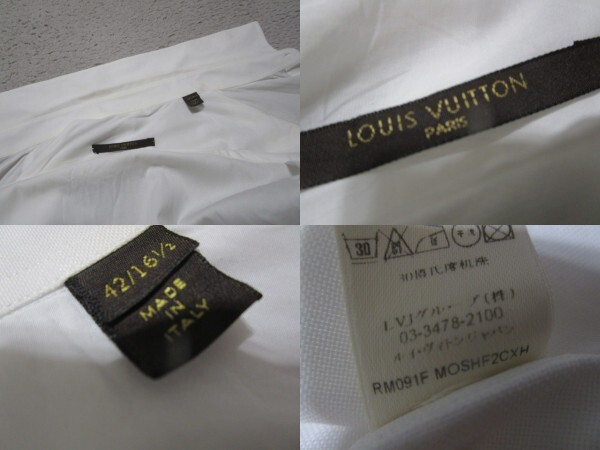 LOUIS VUITTON
PARIS
42/16½
MADE
IN
ITALY
30
LVJグループ(株)
03-3478-2100
ルイ・ヴィトンジャパン
RM091F MOSHF2CXH